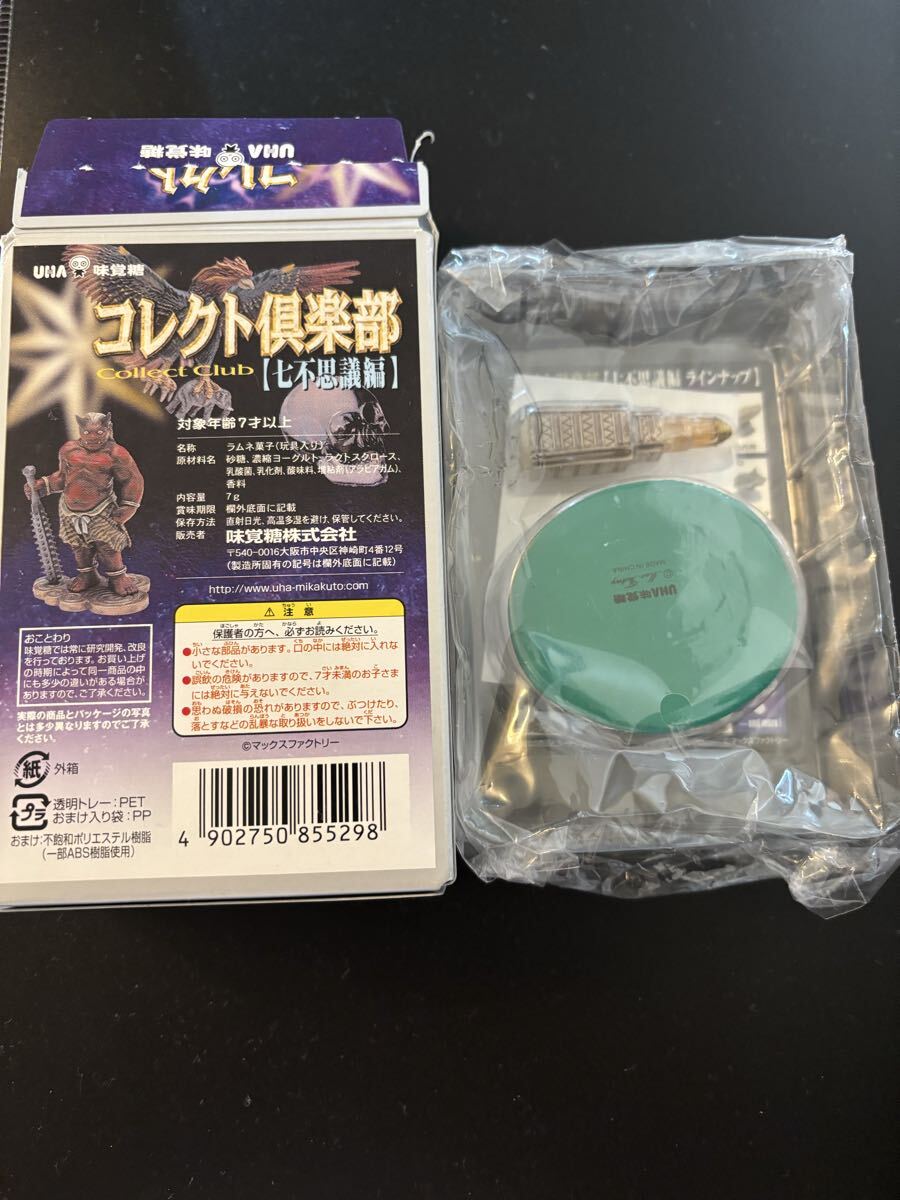 UHA 味覚糖
コレクト
UHA 味覚糖
コレクト倶楽部
Collect Club
【七不思議編】
対象年齢7才以上
名称 ラムネ菓子(玩具入り)
原材料名 砂糖、濃縮ヨーグルト、ラクトスクロース、
乳酸菌、乳化剤、酸味料、増粘剤(アラビアガム)、
香料
内容量 7g
賞味期限 欄外底面に記載
保存方法 直射日光、高温多湿を避け、保管してください。
販売者 味覚糖株式会社
〒540-0016大阪市中央区神崎町4番12号
(製造所固有の記号は欄外底面に記載)
http://www.uha-mikakuto.com
おことわり
味覚糖では常に研究開発、改良
を行っております。お買い上げ
の時期によって同一商品の中
にも多少の違いがある場合が
ありますので、ご了承ください。
実際の商品とパッケージの写真
とは多少異なりますのでご了承
ください。
⚠注意
保護者の方へ、必ずお読みください。
●小さな部品があります。口の中には絶対に入れな
いでください。
●誤飲の危険がありますので、7才未満のお子さま
には絶対に与えないでください。
●思わぬ破損の恐れがありますので、ぶつけたり、
落とすなどの乱暴な取り扱いをしないで下さい。
©マックスファクトリー
紙 外箱
プラ 透明トレー:PET
おまけ入り袋:PP
おまけ:不飽和ポリエステル樹脂
(一部ABS樹脂使用)
4 902750 855298
【七不思議編 ラインナップ】
MADE IN CHINA
UHA味覚糖